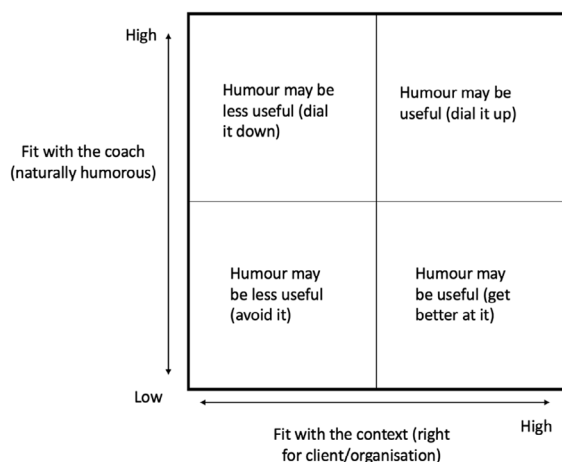 High
Fit with the coach
(naturally humorous)
Humour may be
less useful (dial
it down)
Humour may be
useful (dial it up)
Humour may
be less useful
(avoid it)
Humour may
be useful (get
better at it)
Low
Fit with the context (right
for client/organisation)
High